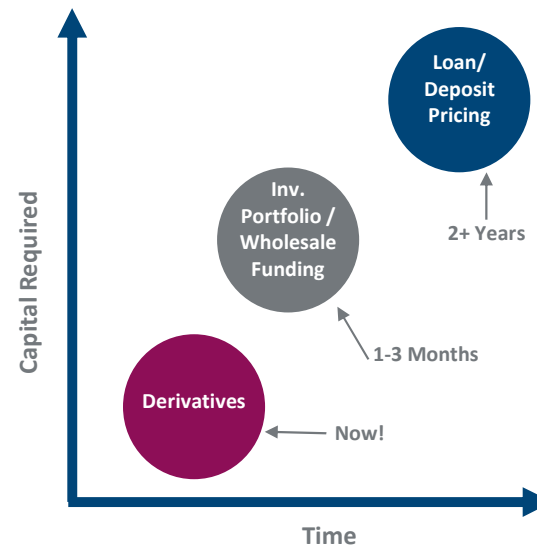 Loan/
Deposit
Pricing
2+ Years
Inv.
Portfolio /
Wholesale
Funding
1-3 Months
Derivatives
Now!
Capital Required
Time